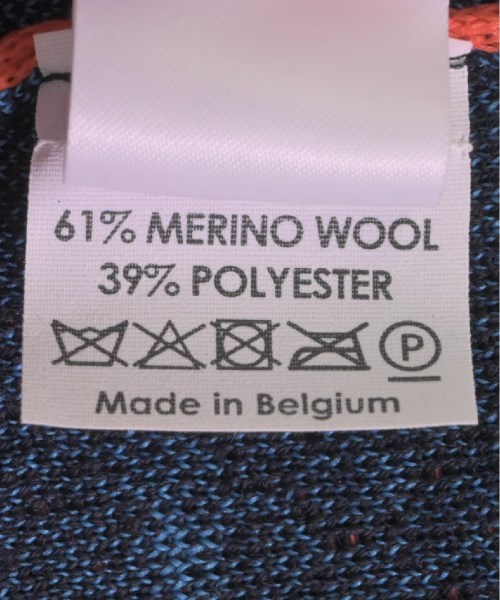 61% MERINO WOOL
39% POLYESTER
P
Made in Belgium